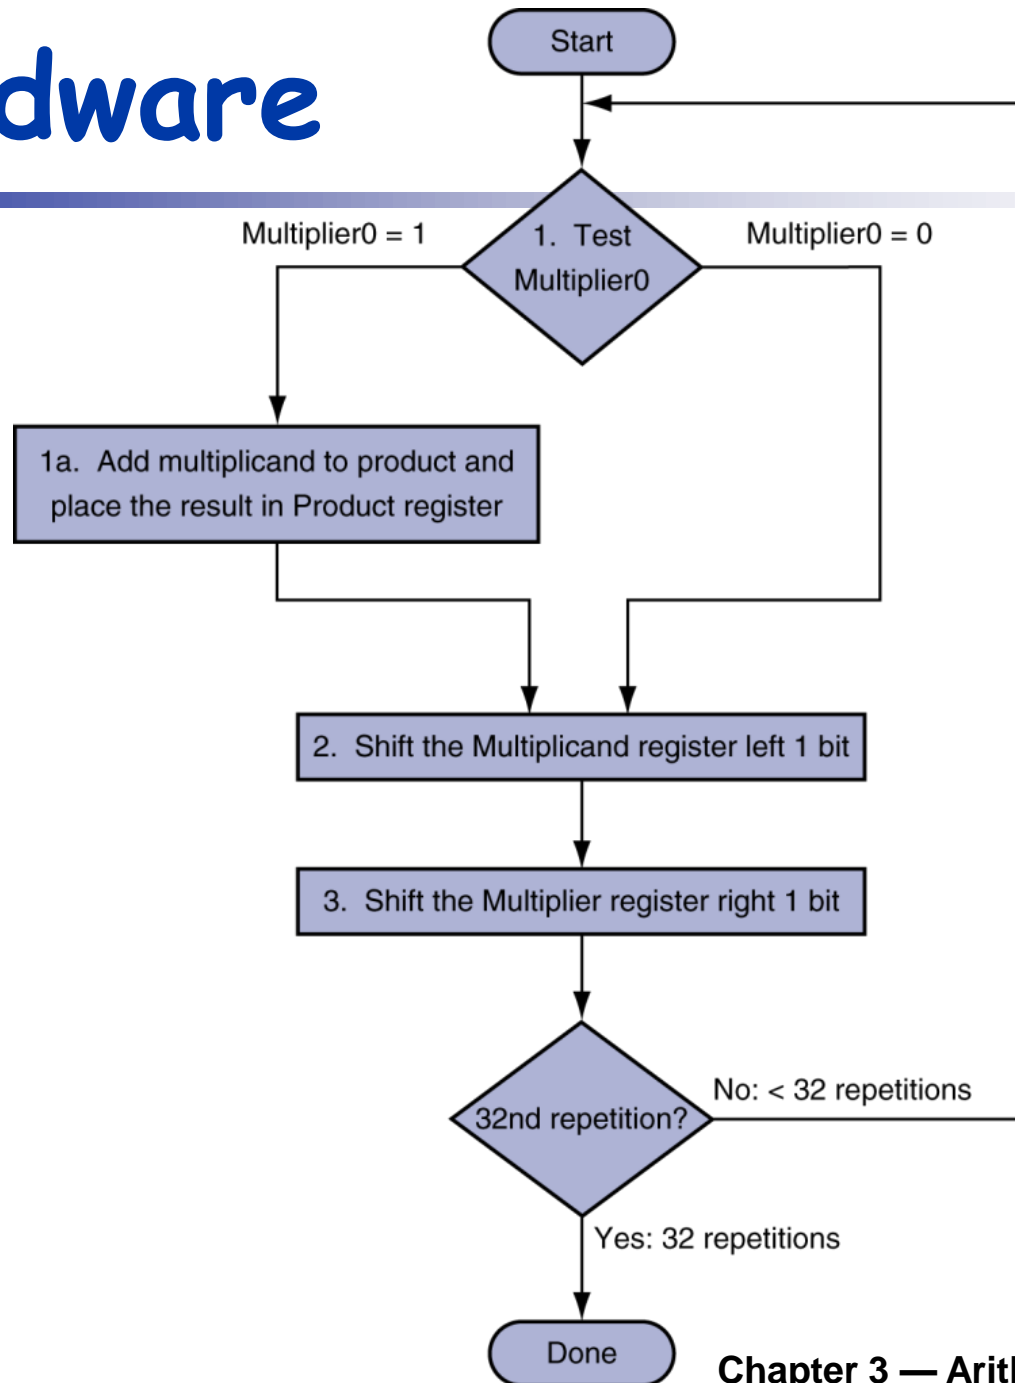 dware
Start
Multiplier0 = 1
1. Test
Multiplier0
Multiplier0 = 0
1a. Add multiplicand to product and
place the result in Product register
2. Shift the Multiplicand register left 1 bit
3. Shift the Multiplier register right 1 bit
32nd repetition?
No: < 32 repetitions
Yes: 32 repetitions
Done
Chapter 3 — Arit